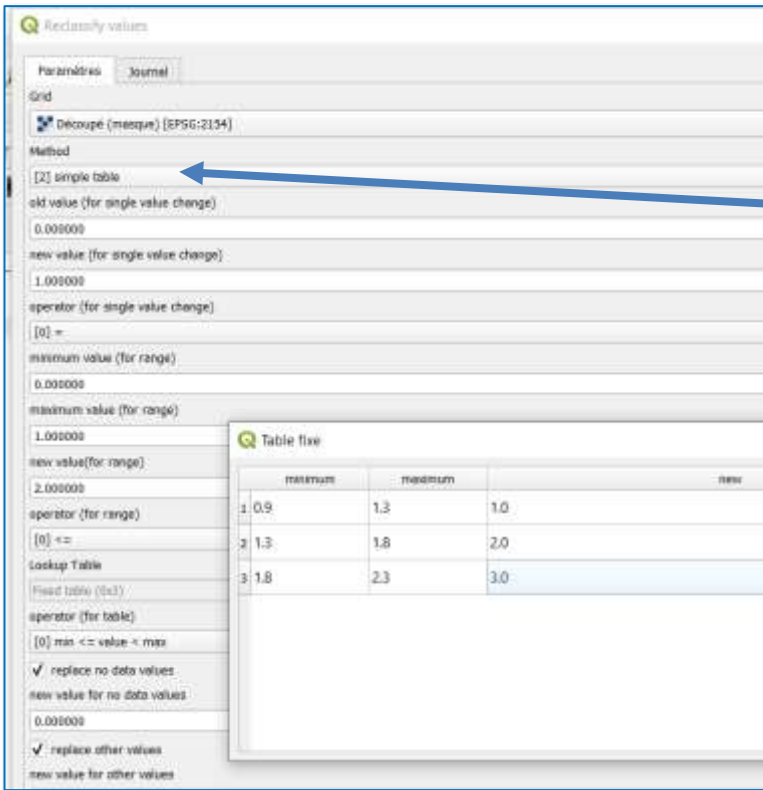 Reclassify values
Paramètres Journal
Grid
Découpé (masque) [EPSG:2154]
Method
[2] simple table
old value (for single value change)
0.000000
new value (for single value change)
1.000000
operator (for single value change)
[0] =
minimum value (for range)
0.000000
maximum value (for range)
1.000000
new value(for range)
2.000000
operator (for range)
[0] <=
Lookup Table
Fixed table (0x3)
operator (for table)
[0] min <= value < max
✓ replace no data values
new value for no data values
0.000000
✓ replace other values
new value for other values
Table fixe
minimum maximum new
1 0.9 1.3 1.0
2 1.3 1.8 2.0
3 1.8 2.3 3.0